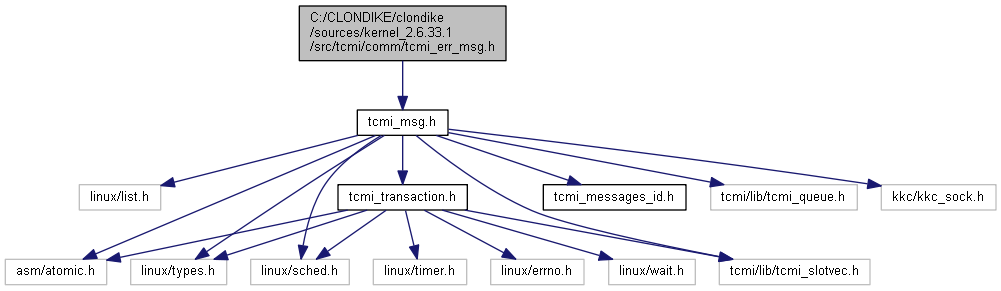 C:/CLONDIKE/clondike
/sources/kernel_2.6.33.1
/src/tcmi/comm/tcmi_err_msg.h
tcmi_msg.h
linux/list.h
tcmi_transaction.h
tcmi_messages_id.h
tcmi/lib/tcmi_queue.h
kkc/kkc_sock.h
asm/atomic.h
linux/types.h
linux/sched.h
linux/timer.h
linux/errno.h
linux/wait.h
tcmi/lib/tcmi_slotvec.h